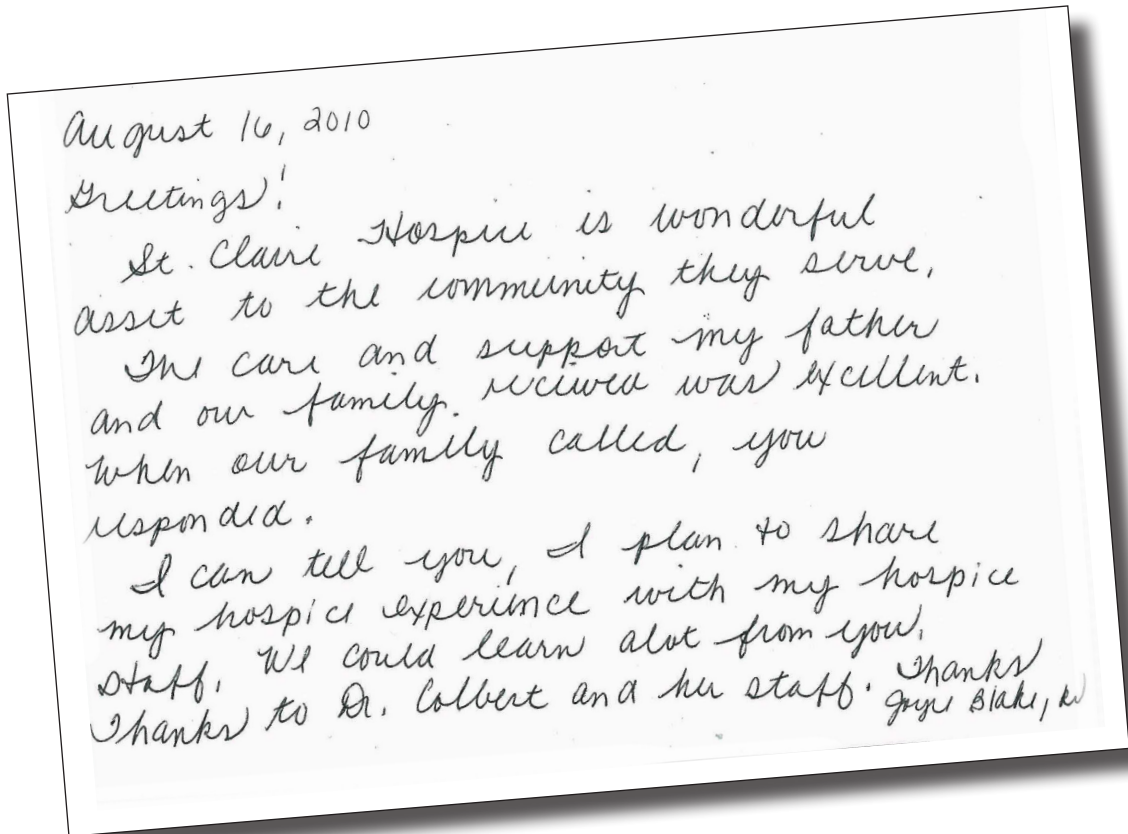 August 16, 2010
Greetings!
St. Claire Hospice is wonderful
asset to the community they serve.
The care and support my father
and our family. received was excellent.
When our family called, you
responded.
I can tell you, I plan to share
my hospice experience with my hospice
staff. We could learn alot from you.
Thanks to Dr. Colbert and her staff. Thanks
Joyce Blake, RN